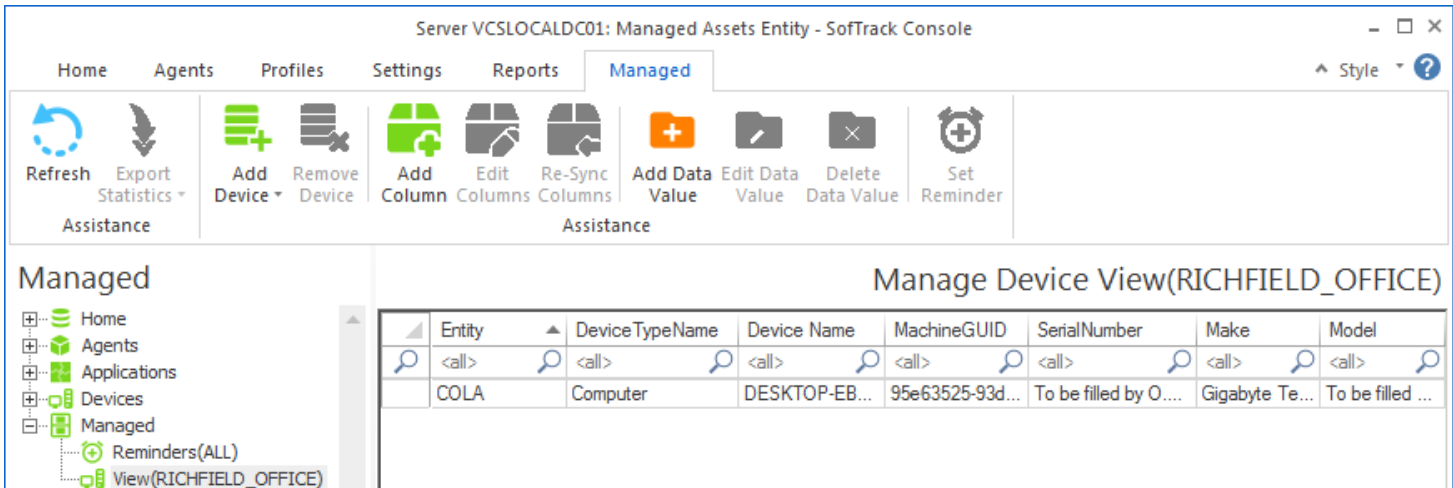 Server VCSLOCALDC01: Managed Assets Entity - SofTrack Console
Home Agents Profiles Settings Reports Managed Style
Refresh Export Statistics Add Device Remove Device Add Column Edit Columns Re-Sync Columns Add Data Value Edit Data Value Delete Data Value Set Reminder
Assistance Assistance
Managed
Manage Device View(RICHFIELD_OFFICE)
Home
Agents
Applications
Devices
Managed
Reminders(ALL)
View(RICHFIELD_OFFICE)
Entity DeviceTypeName Device Name MachineGUID SerialNumber Make Model
<all> <all> <all> <all> <all> <all> <all>
COLA Computer DESKTOP-EB... 95e63525-93d... To be filled by O.... Gigabyte Te... To be filled ...